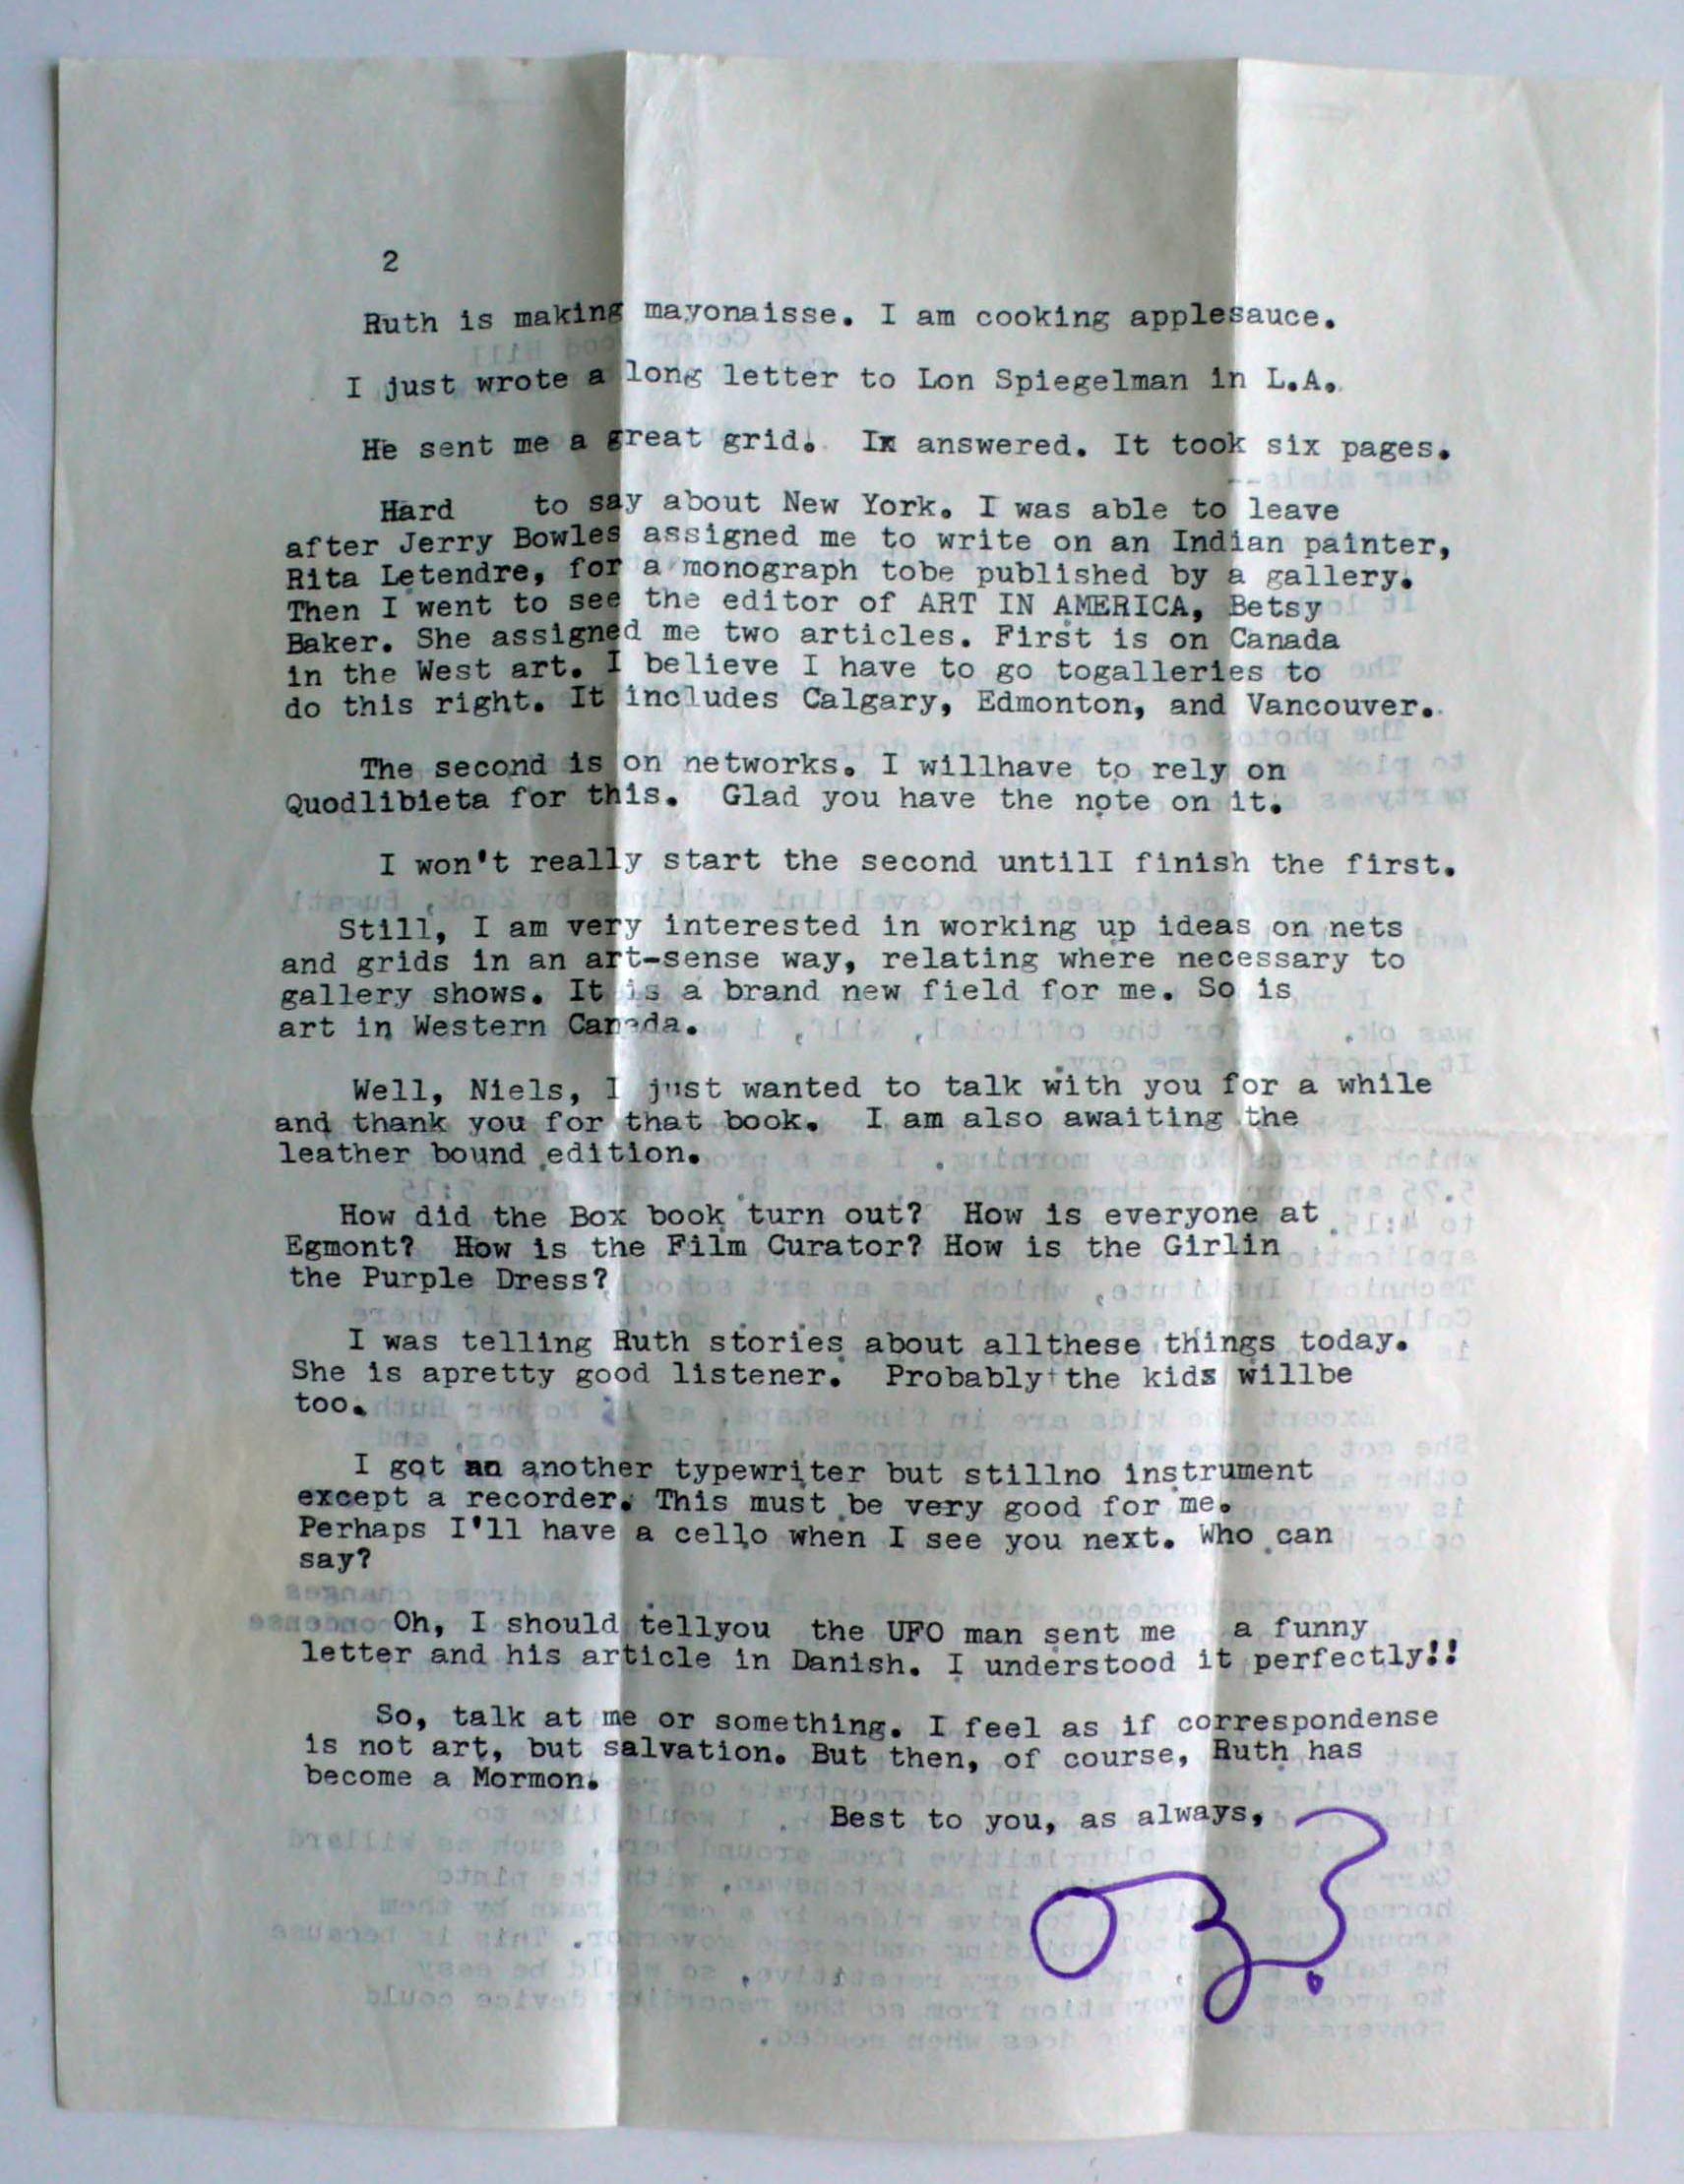 2
Ruth is making mayonaisse. I am cooking applesauce.
I just wrote a long letter to Lon Spiegelman in L.A.
He sent me a great grid. Ix answered. It took six pages.
Hard to say about New York. I was able to leave
after Jerry Bowles assigned me to write on an Indian painter,
Rita Letendre, for a monograph tobe published by a gallery.
Then I went to see the editor of ART IN AMERICA, Betsy
Baker. She assigned me two articles. First is on Canada
in the West art. I believe I have to go togalleries to
do this right. It includes Calgary, Edmonton, and Vancouver.
The second is on networks. I willhave to rely on
Quodlibieta for this. Glad you have the note on it.
I won't really start the second untilI finish the first.
Still, I am very interested in working up ideas on nets
and grids in an art-sense way, relating where necessary to
gallery shows. It is a brand new field for me. So is
art in Western Canada.
Well, Niels, I just wanted to talk with you for a while
and thank you for that book. I am also awaiting the
leather bound edition.
How did the Box book turn out? How is everyone at
Egmont? How is the Film Curator? How is the Girlin
the Purple Dress?
I was telling Ruth stories about allthese things today.
She is apretty good listener. Probably the kids willbe
too.
I got an another typewriter but stillno instrument
except a recorder. This must be very good for me.
Perhaps I'll have a cello when I see you next. Who can
say?
Oh, I should tellyou the UFO man sent me a funny
letter and his article in Danish. I understood it perfectly!!
So, talk at me or something. I feel as if correspondense
is not art, but salvation. But then, of course, Ruth has
become a Mormon.
Best to you, as always,